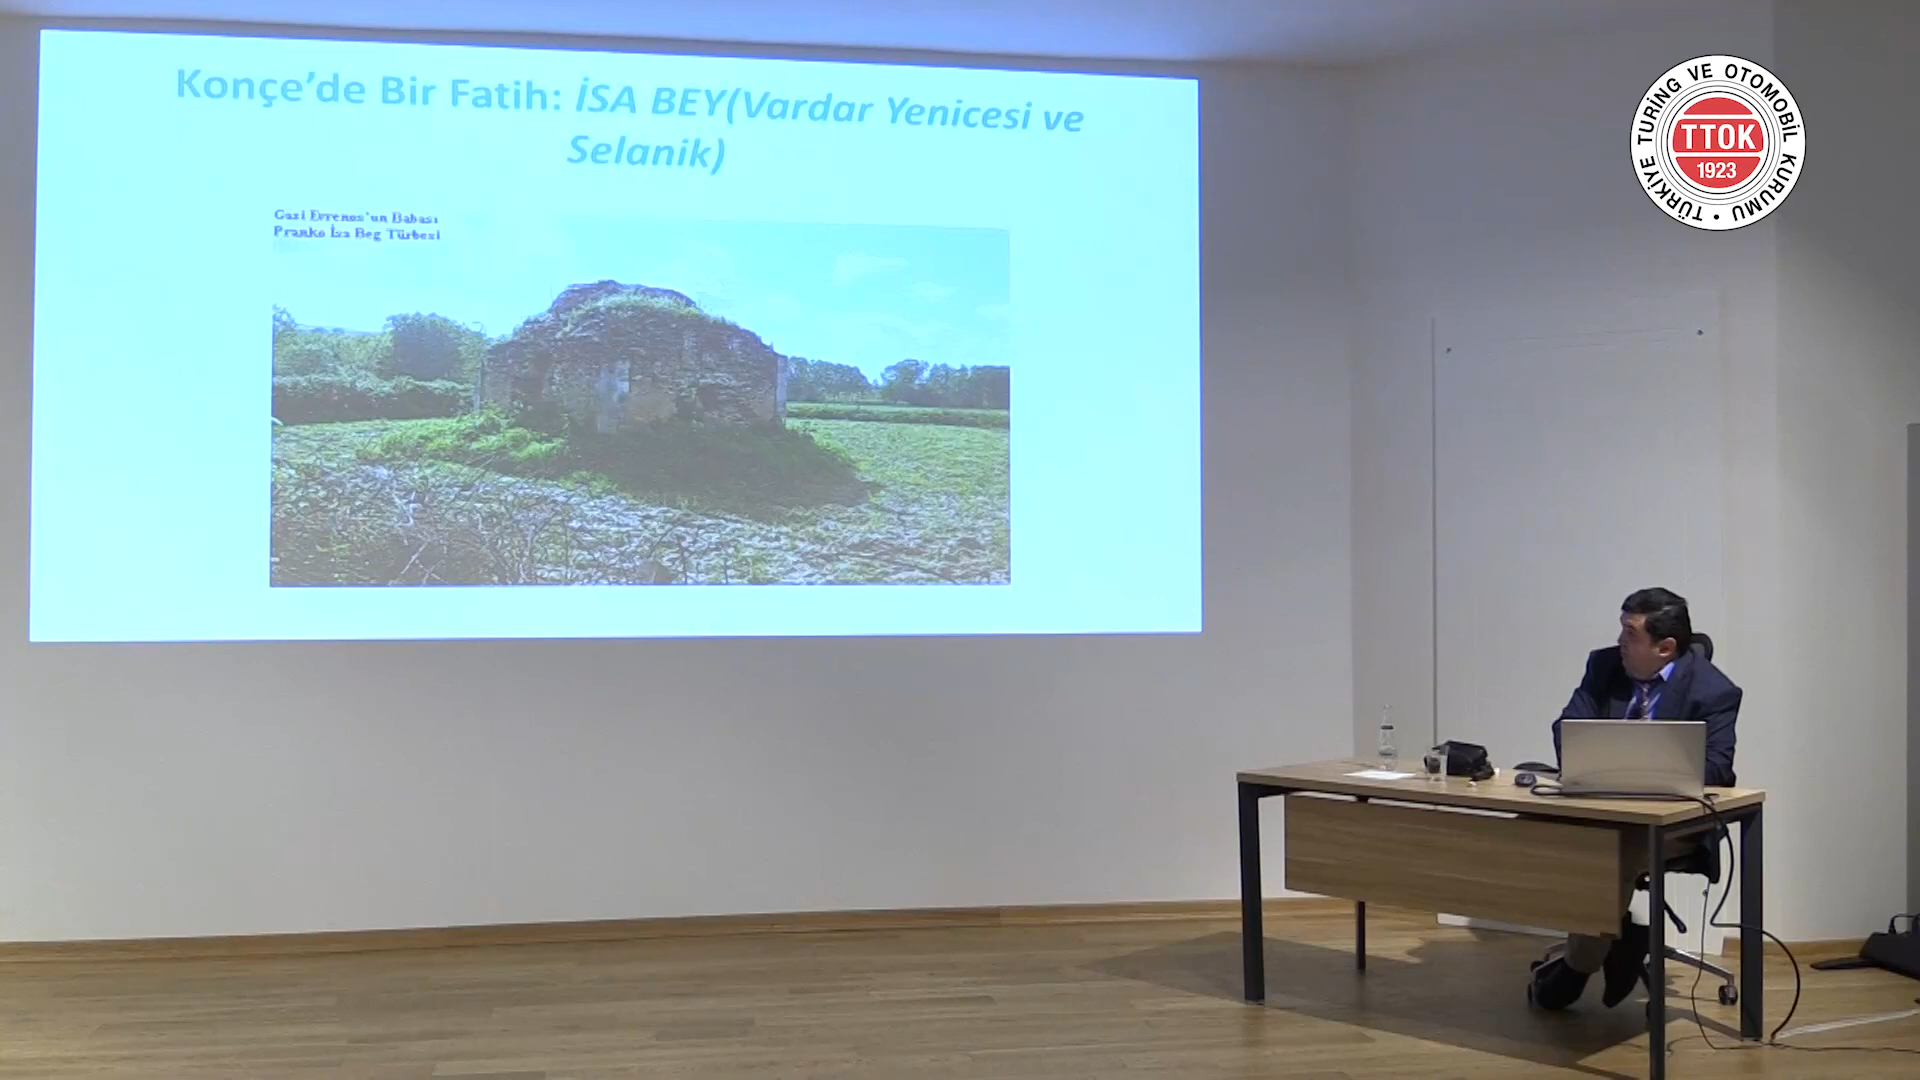 Konçe’de Bir Fatih: İSA BEY(Vardar Yenicesi ve
Selanik)
Gazi Evrenos'un Babası
Pranko İsa Beg Türbesi
TÜRKİYE TURİNG VE OTOMOBİL KURUMU •
TTOK
1923